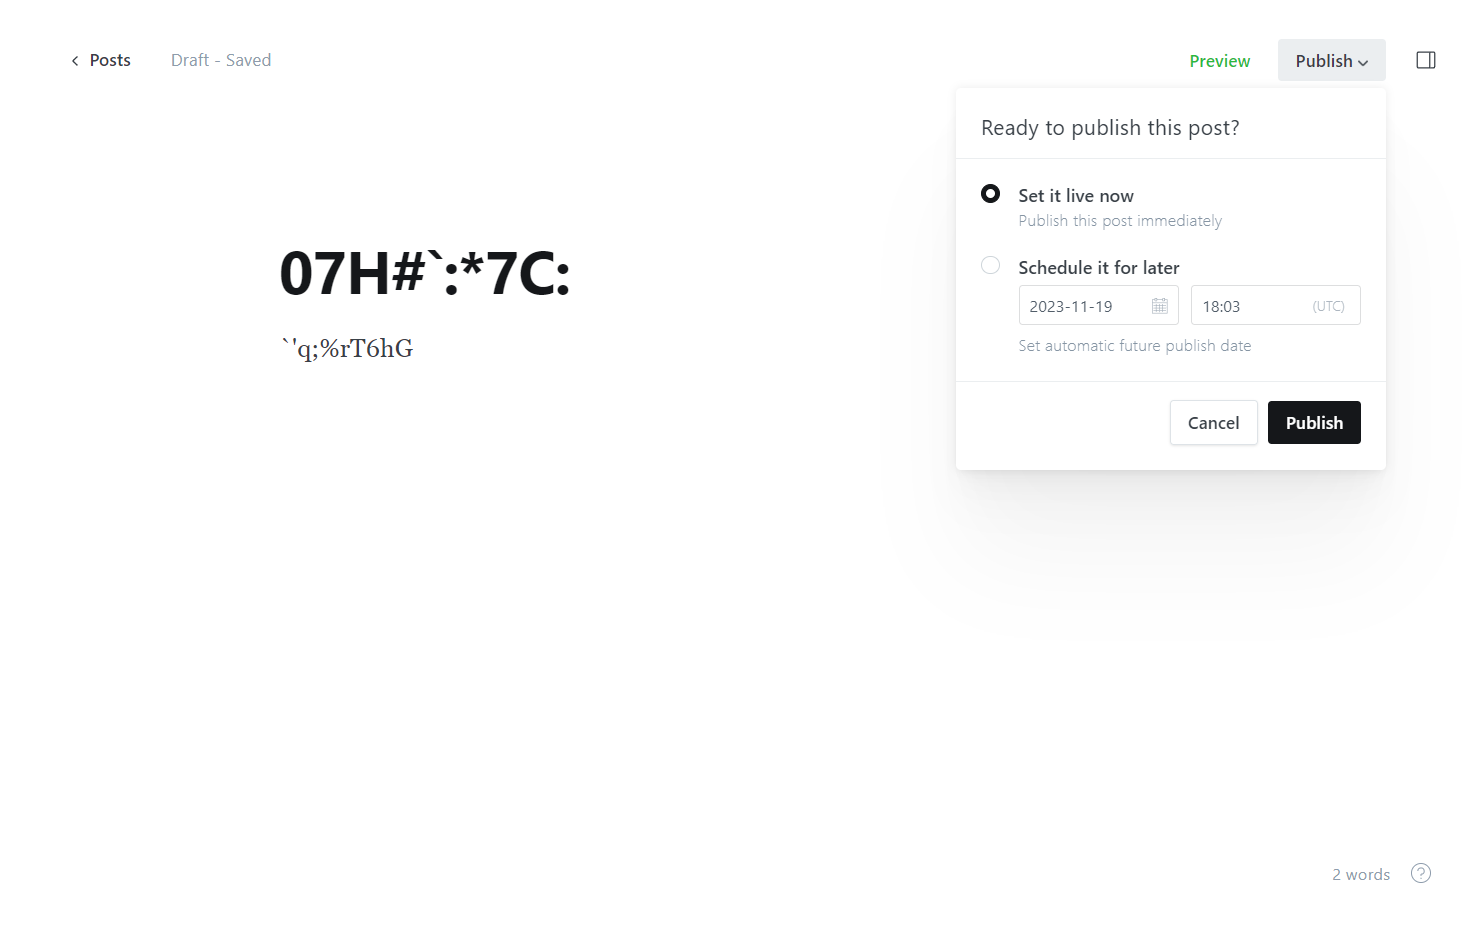 Posts
Draft - Saved
Preview
Publish
Ready to publish this post?
Set it live now
Publish this post immediately
Schedule it for later
2023-11-19
18:03
(UTC)
Set automatic future publish date
Cancel
Publish
07H#`:*7C:
`'q;%rT6hG
2 words
?